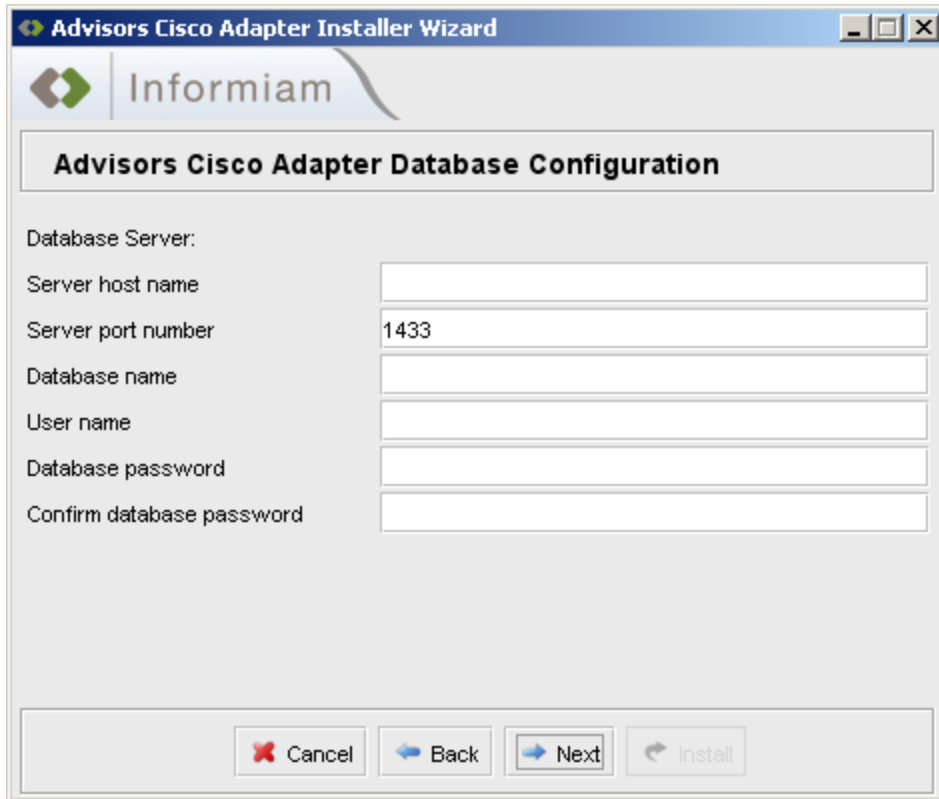 Advisors Cisco Adapter Installer Wizard
Informiam
Advisors Cisco Adapter Database Configuration
Database Server:
Server host name
Server port number 1433
Database name
User name
Database password
Confirm database password
Cancel Back Next Install